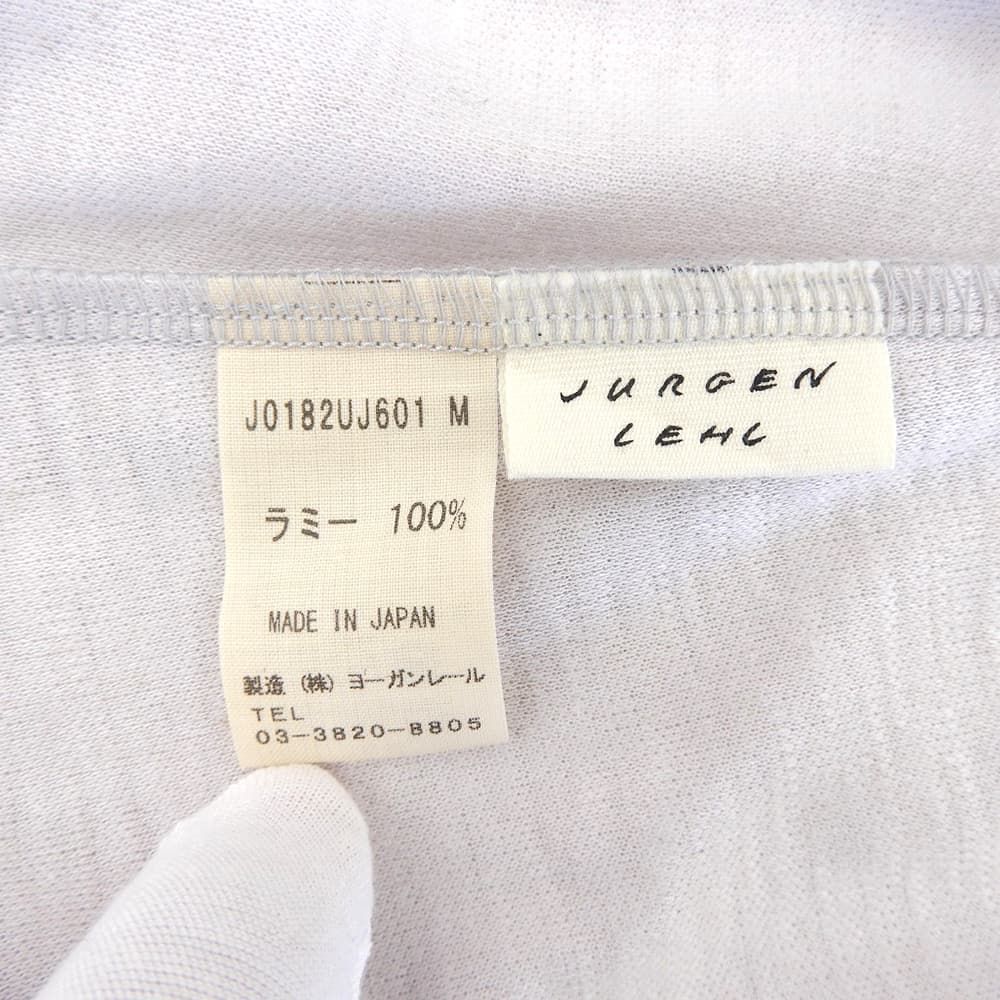 J0182UJ601 M
ラミー 100%
MADE IN JAPAN
製造 (株) ヨーガンレール
TEL
03-3820-8805
JURGEN
LEHL